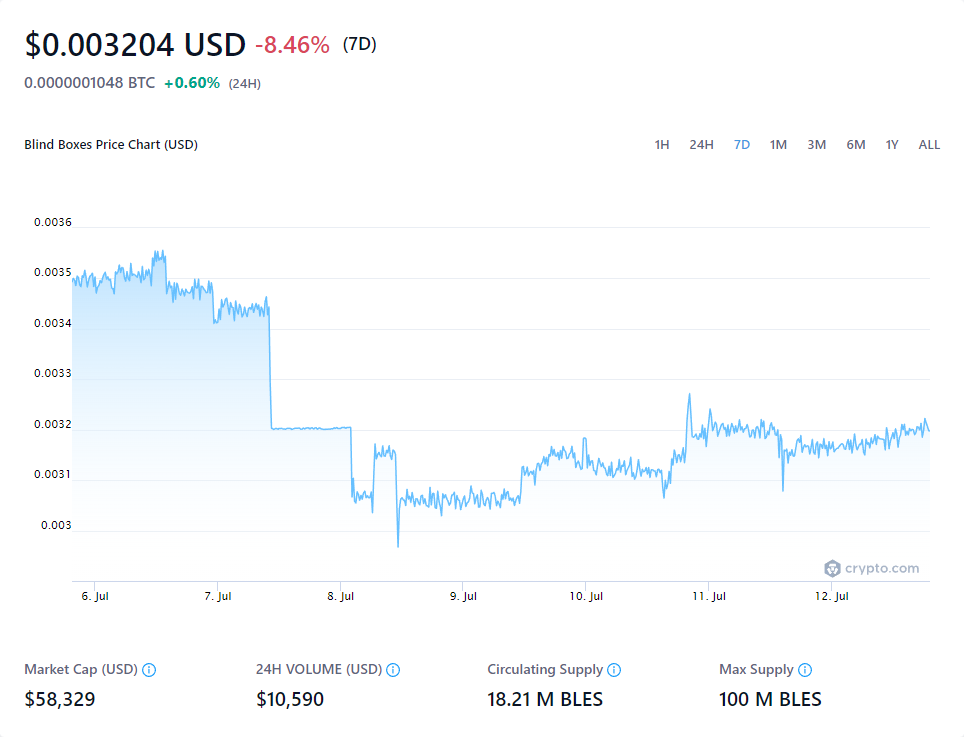 $0.003204 USD -8.46% (7D)
0.0000001048 BTC +0.60% (24H)
Blind Boxes Price Chart (USD) 1H 24H 7D 1M 3M 6M 1Y ALL
0.0036
0.0035
0.0034
0.0033
0.0032
0.0031
0.003
crypto.com
6. Jul 7. Jul 8. Jul 9. Jul 10. Jul 11. Jul 12. Jul
Market Cap (USD) 24H VOLUME (USD) Circulating Supply Max Supply
$58,329 $10,590 18.21 M BLES 100 M BLES